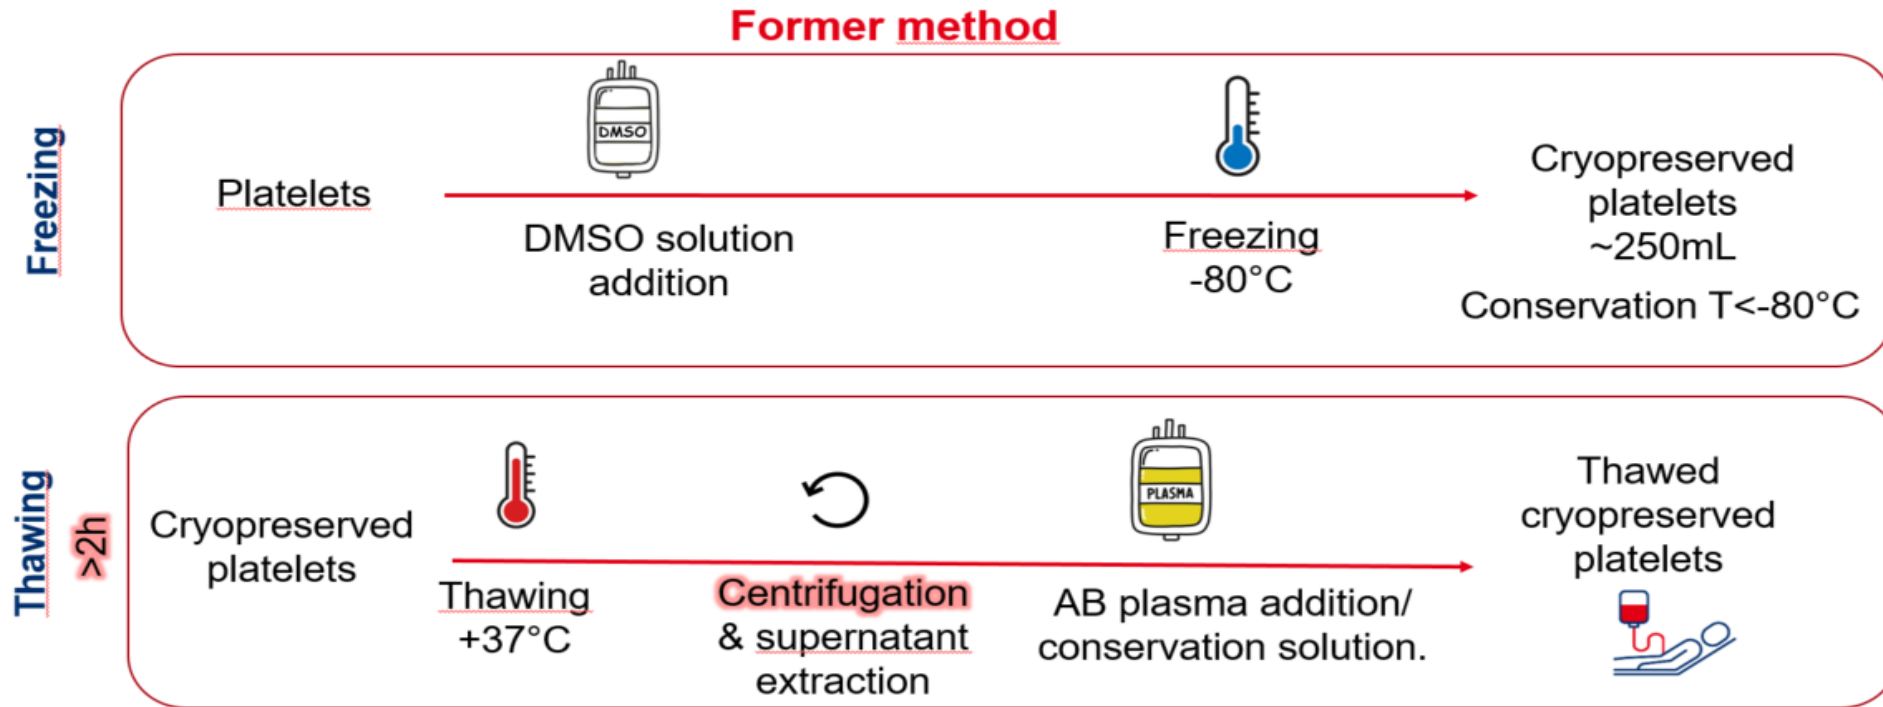 Former method
Freezing
Platelets
DMSO
DMSO solution
addition
Freezing
-80°C
Cryopreserved
platelets
~250mL
Conservation T<-80°C
Thawing
>2h
Cryopreserved
platelets
Thawing
+37°C
Centrifugation
& supernatant
extraction
PLASMA
AB plasma addition/
conservation solution.
Thawed
cryopreserved
platelets